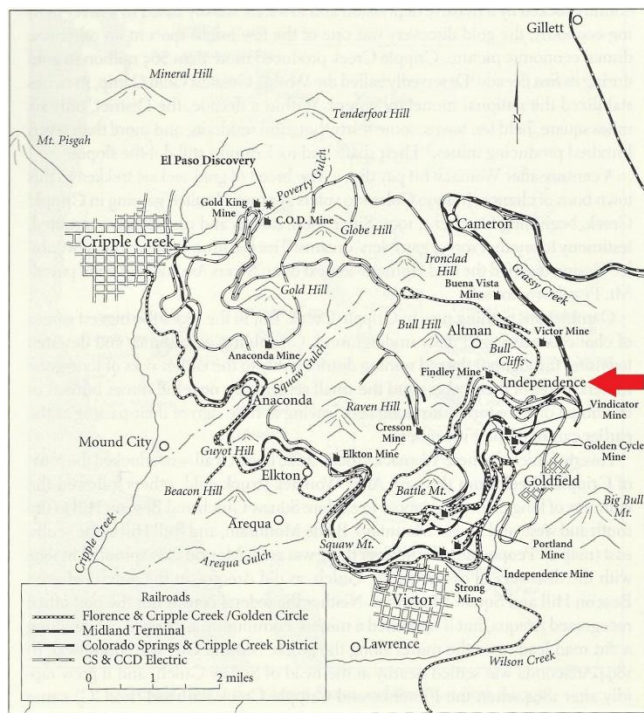 Gillett
Mineral Hill
Tenderfoot Hill
Mt. Pisgah
El Paso Discovery
Poverty Gulch
Gold King
Mine
C.O.D. Mine
Cripple Creek
Globe Hill
Cameron
Ironclad
Hill
Grassy Creek
Gold Hill
Buena Vista
Mine
Bull Hill
Altman
Victor Mine
Anaconda Mine
Squaw Gulch
Bull
Cliffs
Findley Mine
Independence
Anaconda
Raven Hill
Vindicator
Mine
Cresson
Mine
Mound City
Guyot Hill
Golden Cycle
Mine
Elkton Mine
Goldfield
Elkton
Beacon Hill
Battle Mt.
Big Bull
Mt.
Arequa
Cripple Creek
Portland
Mine
Arequa Gulch
Squaw Mt.
Independence
Mine
Strong
Mine
Victor
Railroads
Florence & Cripple Creek/Golden Circle
Midland Terminal
Colorado Springs & Cripple Creek District
CS & CCD Electric
Lawrence
Wilson Creek
0 1 2
Miles